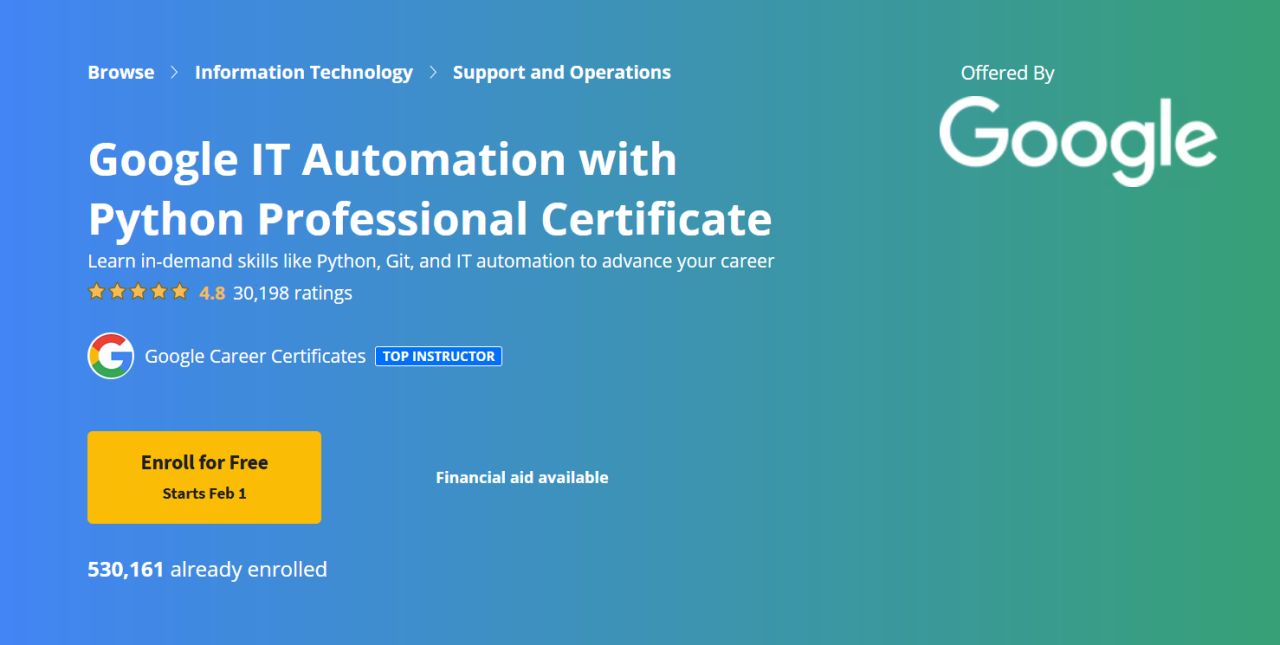 Browse > Information Technology > Support and Operations
Offered By
Google
Google IT Automation with
Python Professional Certificate
Learn in-demand skills like Python, Git, and IT automation to advance your career
4.8 30,198 ratings
Google Career Certificates TOP INSTRUCTOR
Enroll for Free
Starts Feb 1
Financial aid available
530,161 already enrolled